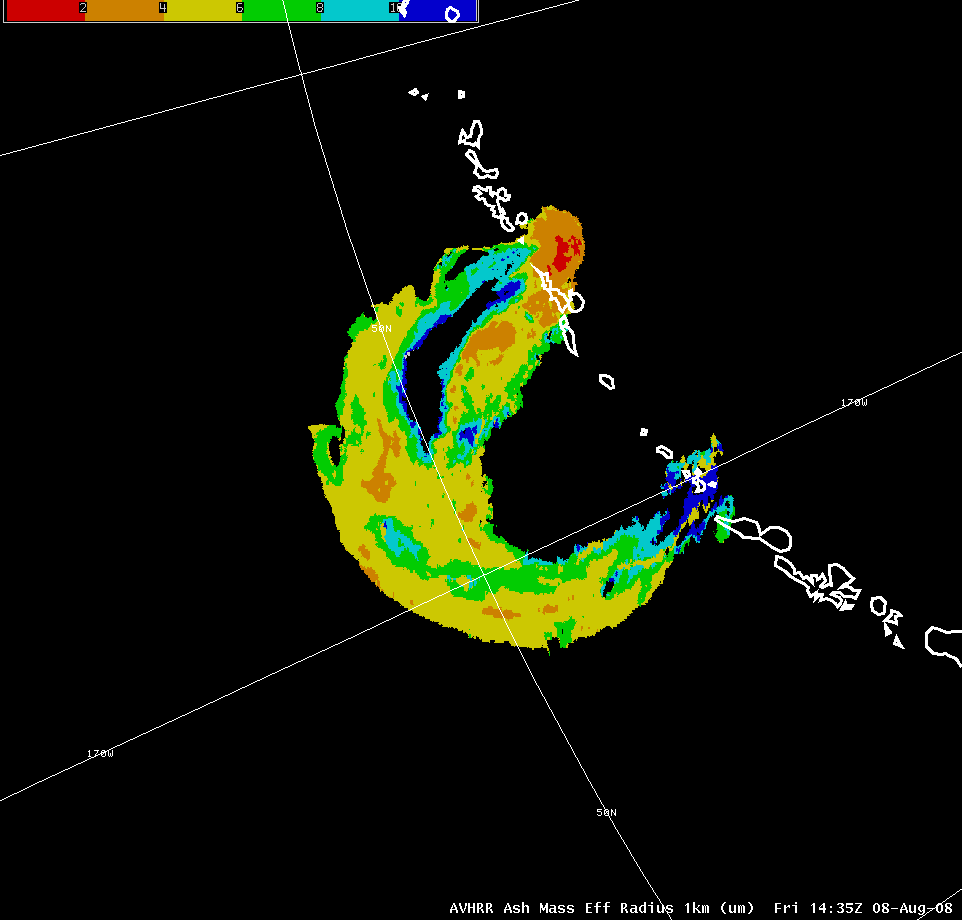 2 4 6 8
50N
170W
170W
50N
AVHRR Ash Mass Eff Radius 1km (um) Fri 14:35Z 08-Aug-08